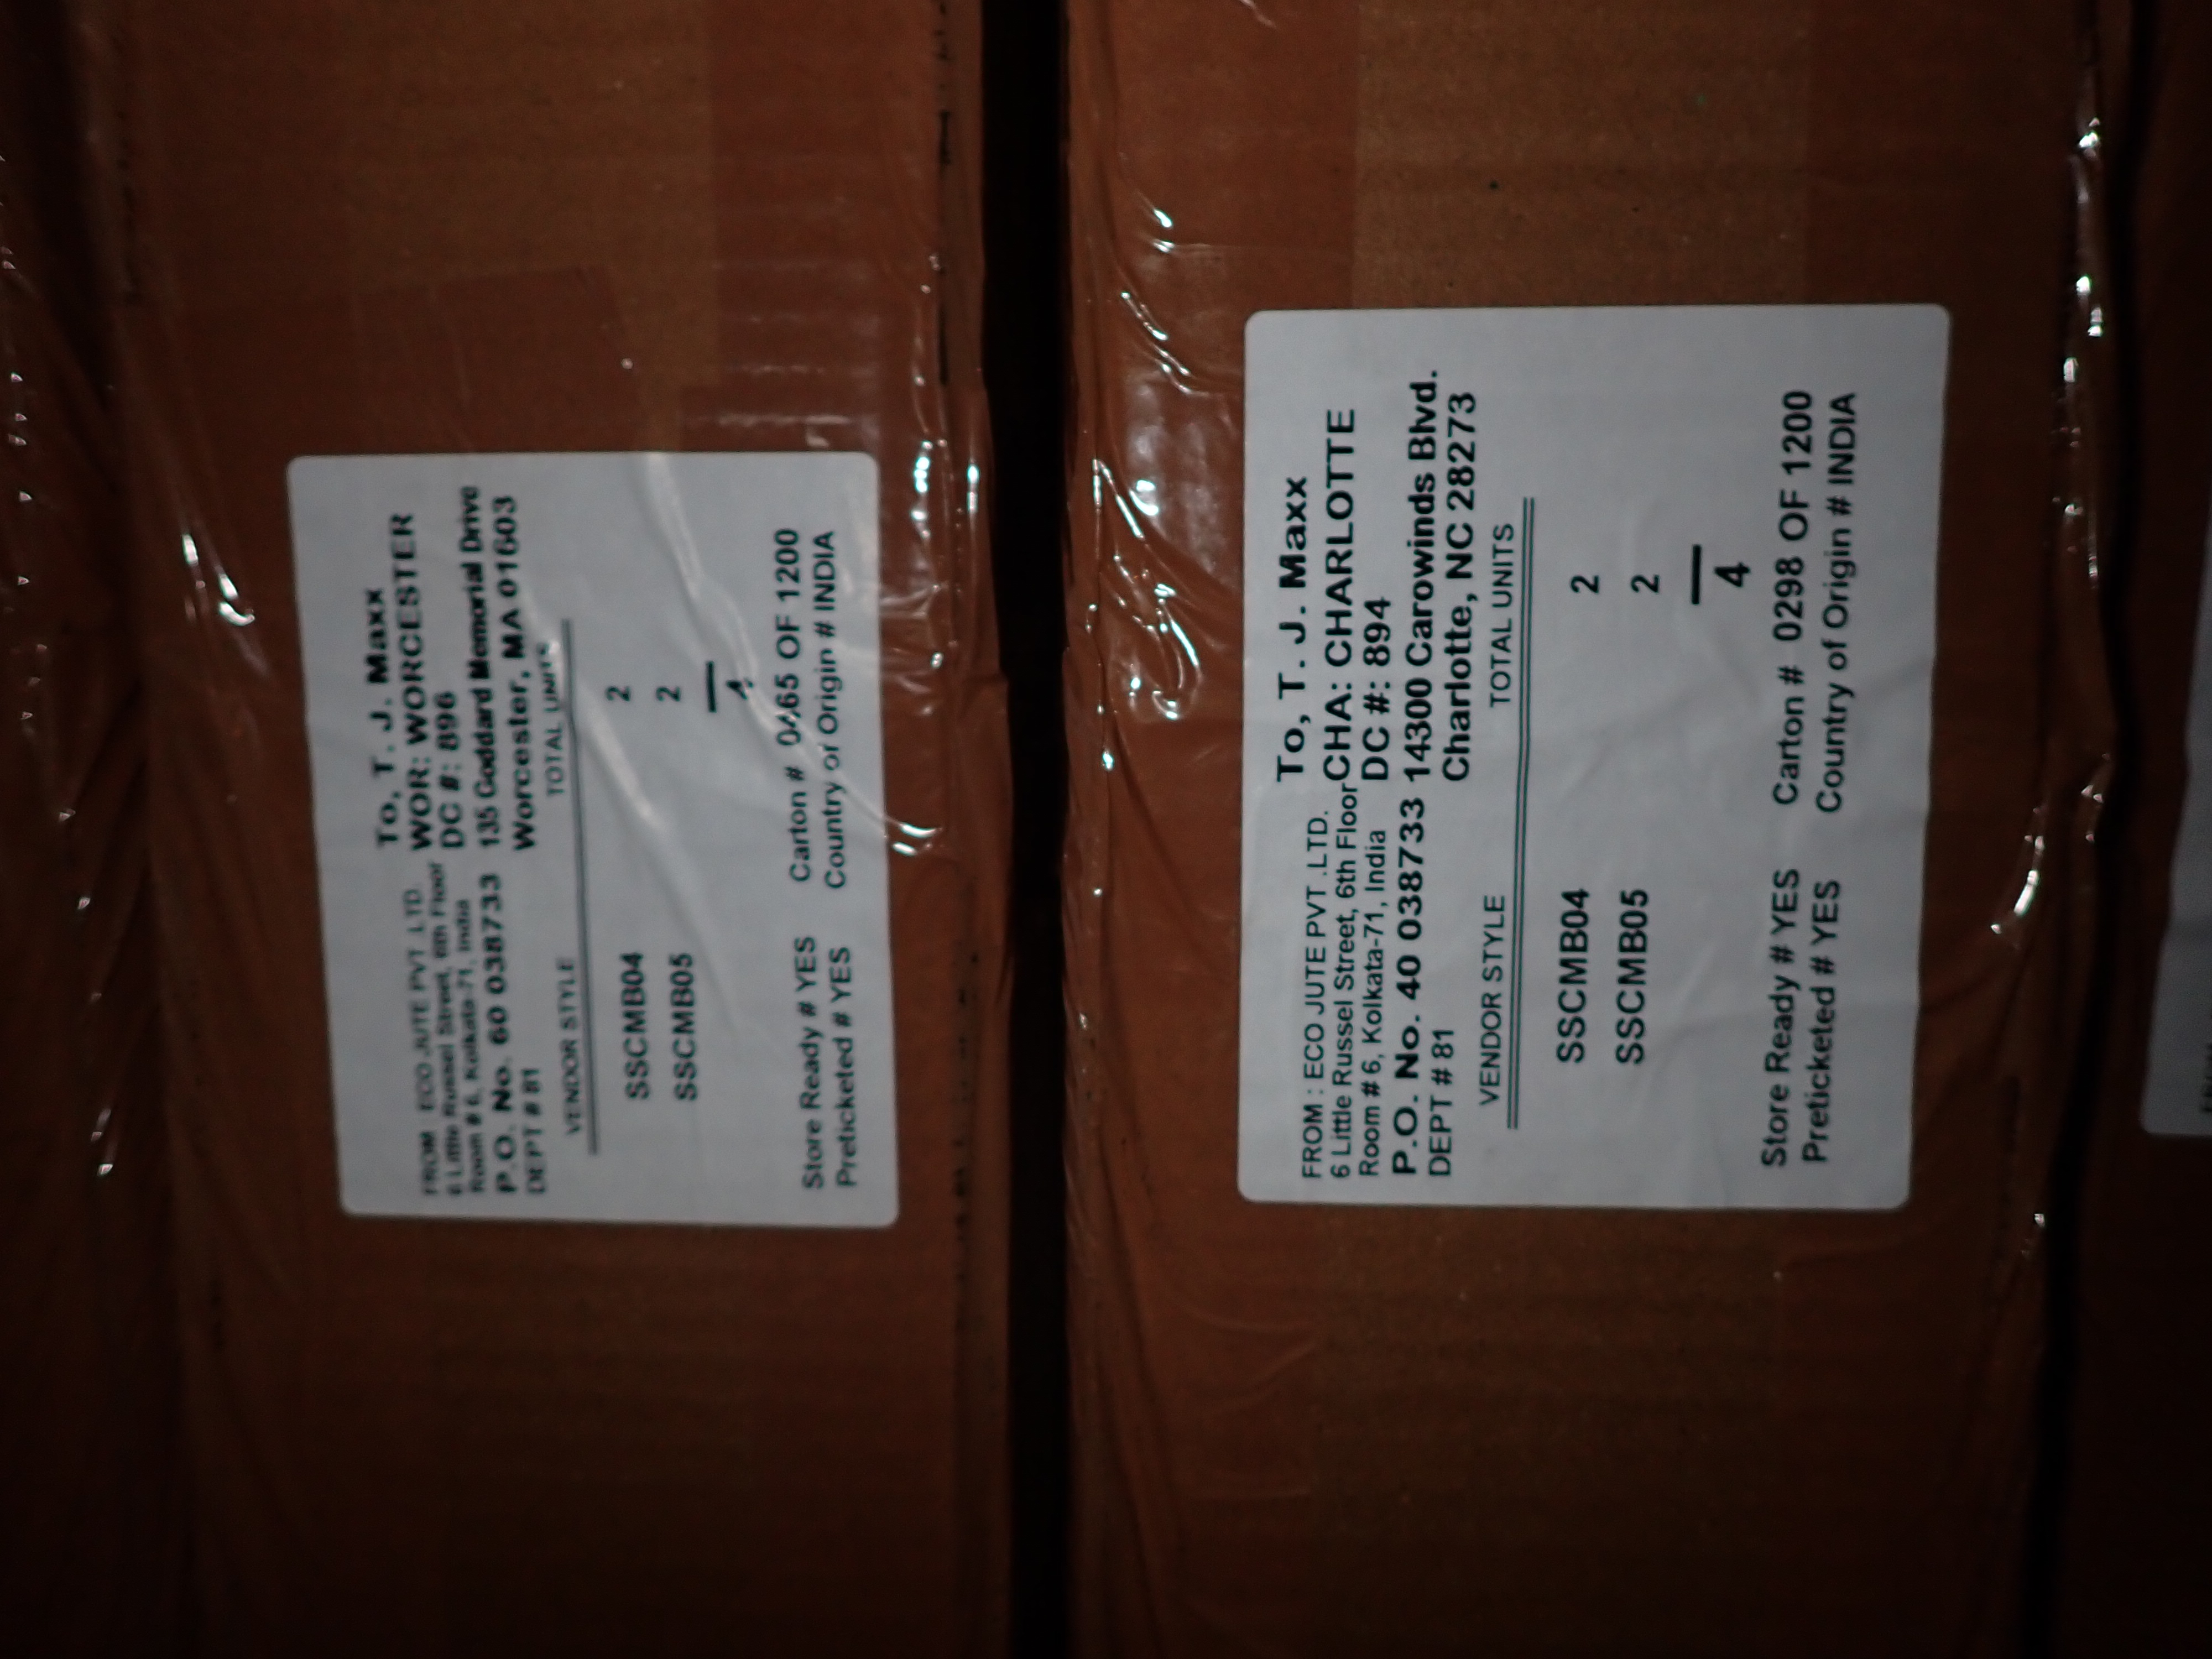 To, T. J. Maxx
FROM ECO JUTE PVT LTD. WOR: WORCESTER
6 Little Russel Street, 6th Floor DC #: 896
Room # 6, Kolkata-71, India
P.O. No. 60 038733 135 Goddard Memorial Drive
DEPT # 81 Worcester, MA 01603
VENDOR STYLE TOTAL UNITS
SSCMB04 2
SSCMB05 2
4
Store Ready # YES Carton # 0465 OF 1200
Preticketed # YES Country of Origin # INDIA
To, T. J. Maxx
FROM : ECO JUTE PVT .LTD.
6 Little Russel Street, 6th Floor CHA: CHARLOTTE
Room # 6, Kolkata-71, India DC #: 894
P.O. No. 40 038733 14300 Carowinds Blvd.
DEPT # 81 Charlotte, NC 28273
VENDOR STYLE TOTAL UNITS
SSCMB04 2
SSCMB05 2
4
Store Ready # YES Carton # 0298 OF 1200
Preticketed # YES Country of Origin # INDIA